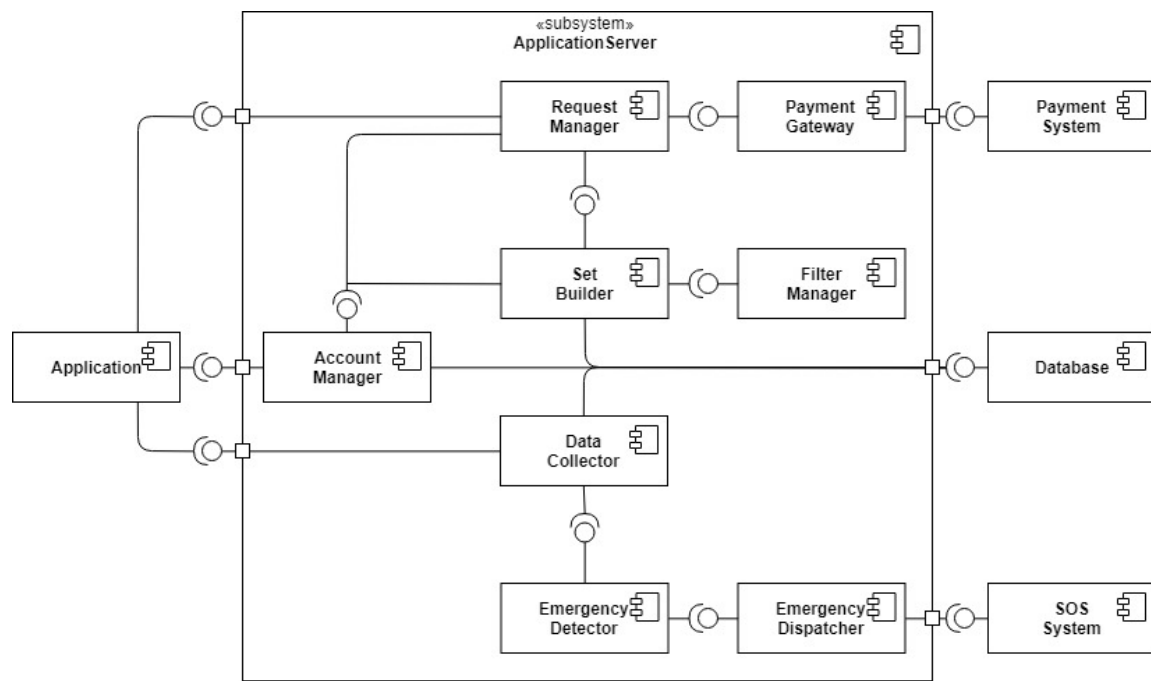 «subsystem»
ApplicationServer
Request
Manager
Payment
Gateway
Payment
System
Set
Builder
Filter
Manager
Application
Account
Manager
Database
Data
Collector
Emergency
Detector
Emergency
Dispatcher
SOS
System